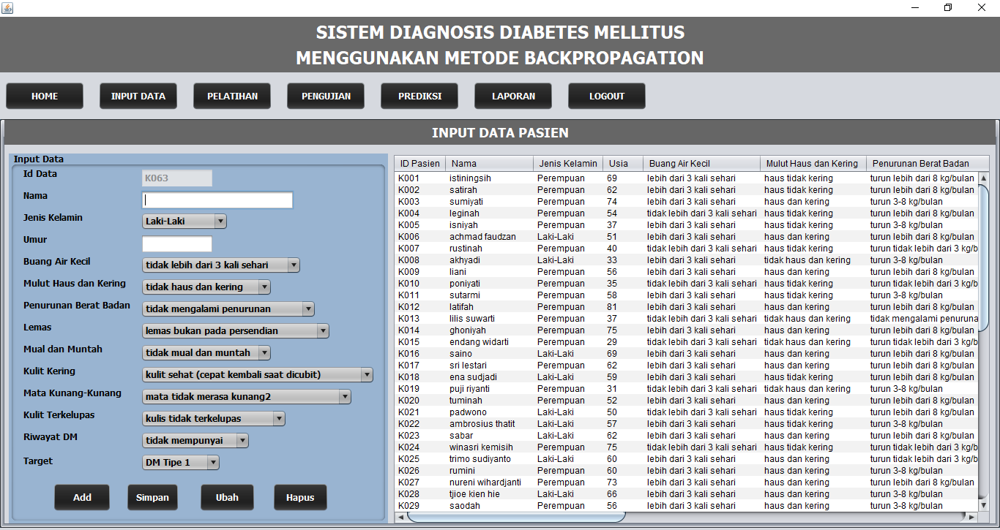 SISTEM DIAGNOSIS DIABETES MELLITUS
MENGGUNAKAN METODE BACKPROPAGATION
HOME INPUT DATA PELATIHAN PENGUJIAN PREDIKSI LAPORAN LOGOUT
INPUT DATA PASIEN
Input Data
Id Data K063
Nama
Jenis Kelamin Laki-Laki
Umur
Buang Air Kecil tidak lebih dari 3 kali sehari
Mulut Haus dan Kering tidak haus dan kering
Penurunan Berat Badan tidak mengalami penurunan
Lemas lemas bukan pada persendian
Mual dan Muntah tidak mual dan muntah
Kulit Kering kulit sehat (cepat kembali saat dicubit)
Mata Kunang-Kunang mata tidak merasa kunang2
Kulit Terkelupas kulis tidak terkelupas
Riwayat DM tidak mempunyai
Target DM Tipe 1
Add Simpan Ubah Hapus
ID Pasien Nama Jenis Kelamin Usia Buang Air Kecil Mulut Haus dan Kering Penurunan Berat Badan
K001 istiningsih Perempuan 69 lebih dari 3 kali sehari haus tidak kering turun lebih dari 8 kg/bulan
K002 satirah Perempuan 62 lebih dari 3 kali sehari haus tidak kering turun lebih dari 8 kg/bulan
K003 sumiyati Perempuan 74 lebih dari 3 kali sehari haus dan kering turun 3-8 kg/bulan
K004 leginah Perempuan 54 tidak lebih dari 3 kali sehari haus tidak kering turun lebih dari 8 kg/bulan
K005 isniyah Perempuan 37 lebih dari 3 kali sehari haus tidak kering turun 3-8 kg/bulan
K006 achmad faudzan Laki-Laki 51 lebih dari 3 kali sehari haus dan kering turun lebih dari 8 kg/bulan
K007 rustinah Perempuan 40 tidak lebih dari 3 kali sehari haus tidak kering turun tidak lebih dari 3 kg/b
K008 akhyadi Laki-Laki 33 lebih dari 3 kali sehari tidak haus dan kering turun 3-8 kg/bulan
K009 liani Perempuan 56 lebih dari 3 kali sehari haus dan kering turun lebih dari 8 kg/bulan
K010 poniyati Perempuan 35 tidak lebih dari 3 kali sehari haus tidak kering turun tidak lebih dari 3 kg/b
K011 sutarmi Perempuan 58 lebih dari 3 kali sehari haus tidak kering turun 3-8 kg/bulan
K012 latifah Perempuan 81 lebih dari 3 kali sehari haus dan kering turun lebih dari 8 kg/bulan
K013 lilis suwarti Perempuan 37 tidak lebih dari 3 kali sehari tidak haus dan kering tidak mengalami penuruna
K014 ghoniyah Perempuan 75 lebih dari 3 kali sehari haus dan kering turun lebih dari 8 kg/bulan
K015 endang widarti Perempuan 29 tidak lebih dari 3 kali sehari tidak haus dan kering turun tidak lebih dari 3 kg/b
K016 saino Laki-Laki 69 lebih dari 3 kali sehari haus dan kering turun lebih dari 8 kg/bulan
K017 sri lestari Perempuan 62 lebih dari 3 kali sehari haus dan kering turun lebih dari 8 kg/bulan
K018 ena sudjadi Laki-Laki 59 lebih dari 3 kali sehari haus dan kering turun lebih dari 8 kg/bulan
K019 puji riyanti Perempuan 31 tidak lebih dari 3 kali sehari haus dan kering turun 3-8 kg/bulan
K020 tuminah Perempuan 52 lebih dari 3 kali sehari haus dan kering turun lebih dari 8 kg/bulan
K021 padwono Laki-Laki 50 tidak lebih dari 3 kali sehari haus tidak kering turun lebih dari 8 kg/bulan
K022 ambrosius thatit Laki-Laki 57 lebih dari 3 kali sehari haus dan kering turun 3-8 kg/bulan
K023 sabar Laki-Laki 62 lebih dari 3 kali sehari haus dan kering turun lebih dari 8 kg/bulan
K024 winasri kemisih Perempuan 75 tidak lebih dari 3 kali sehari haus tidak kering turun tidak lebih dari 3 kg/b
K025 trimo sudiyanto Laki-Laki 60 lebih dari 3 kali sehari haus dan kering turun tidak lebih dari 3 kg/b
K026 rumini Perempuan 60 lebih dari 3 kali sehari haus dan kering turun 3-8 kg/bulan
K027 nureni wihardjanti Perempuan 73 lebih dari 3 kali sehari haus dan kering turun lebih dari 8 kg/bulan
K028 tjioe kien hie Laki-Laki 66 lebih dari 3 kali sehari haus dan kering turun 3-8 kg/bulan
K029 saodah Perempuan 56 lebih dari 3 kali sehari haus dan kering turun 3-8 kg/bulan